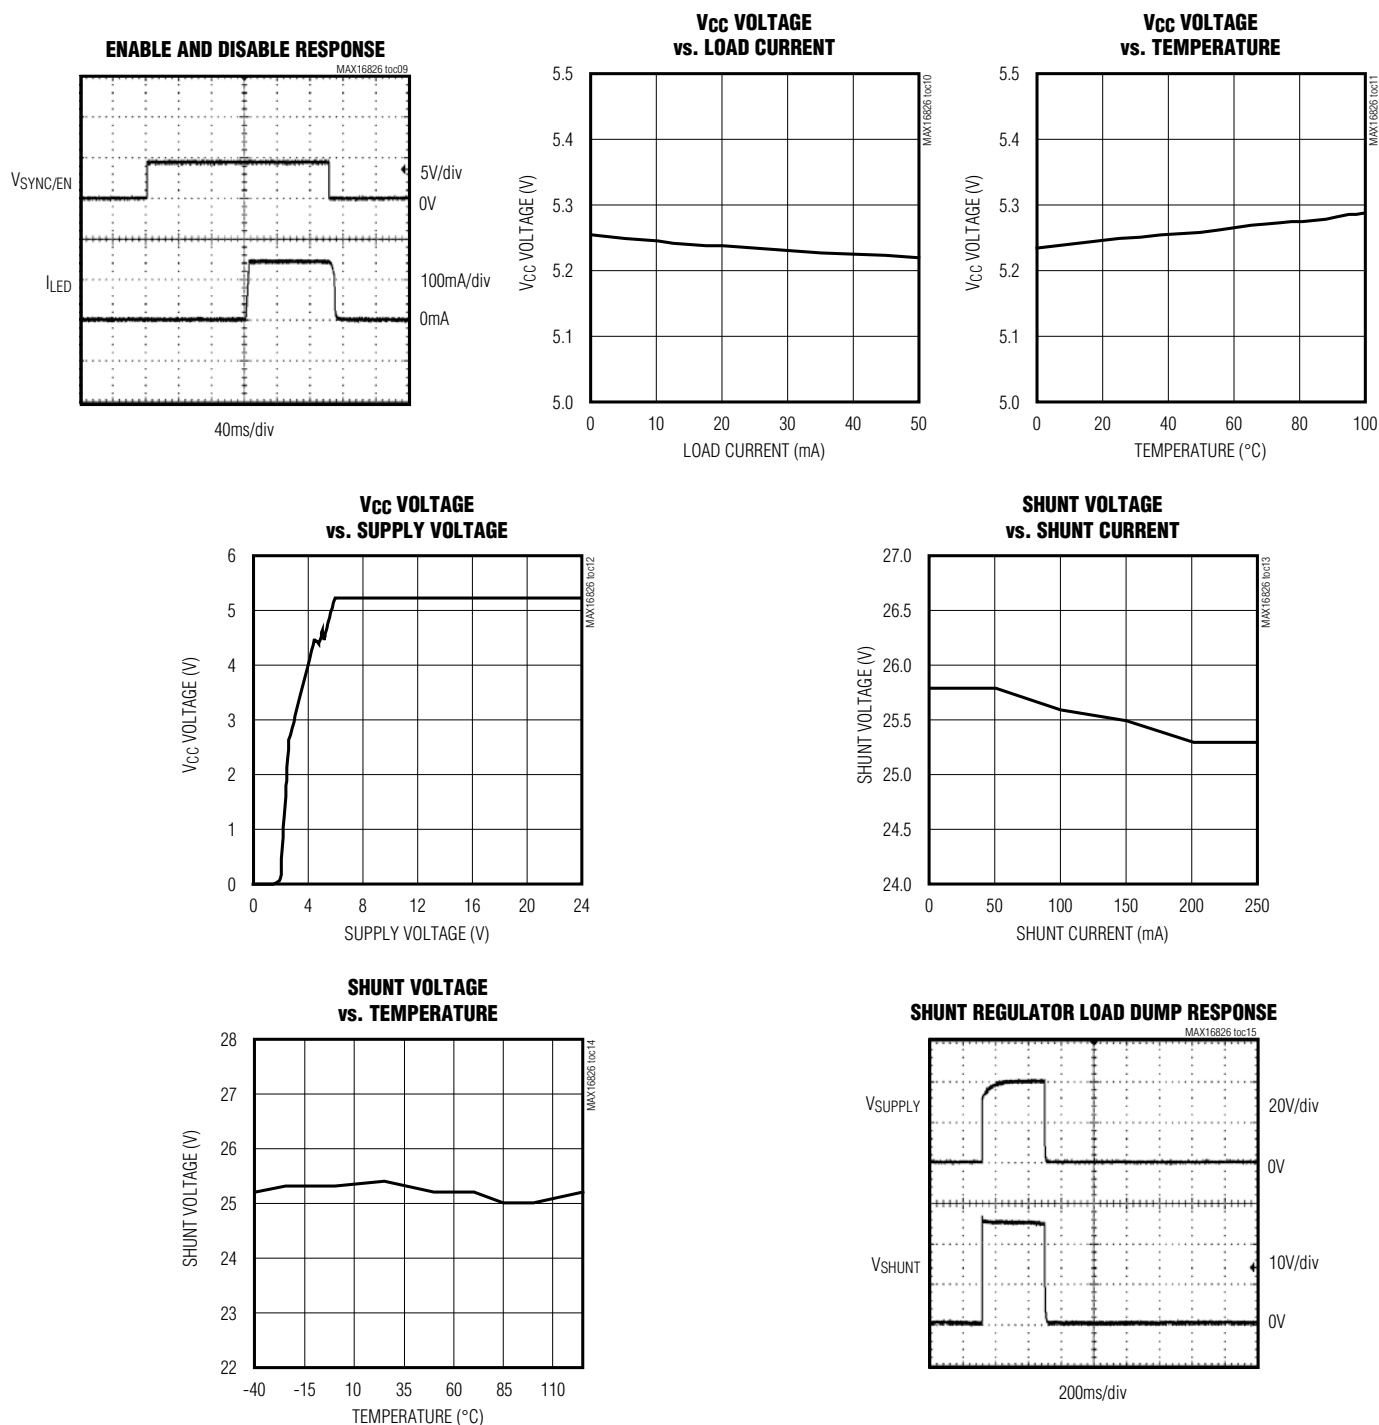 ENABLE AND DISABLE RESPONSE
MAX16826 toc09
VSYNC/EN
5V/div
0V
ILED
100mA/div
0mA
40ms/div
VCC VOLTAGE
vs. LOAD CURRENT
MAX16826 toc10
VCC VOLTAGE (V)
5.5
5.4
5.3
5.2
5.1
5.0
0 10 20 30 40 50
LOAD CURRENT (mA)
VCC VOLTAGE
vs. TEMPERATURE
MAX16826 toc11
VCC VOLTAGE (V)
5.5
5.4
5.3
5.2
5.1
5.0
0 20 40 60 80 100
TEMPERATURE (°C)
VCC VOLTAGE
vs. SUPPLY VOLTAGE
MAX16826 toc12
VCC VOLTAGE (V)
6
5
4
3
2
1
0
0 4 8 12 16 20 24
SUPPLY VOLTAGE (V)
SHUNT VOLTAGE
vs. SHUNT CURRENT
MAX16826 toc13
SHUNT VOLTAGE (V)
27.0
26.5
26.0
25.5
25.0
24.5
24.0
0 50 100 150 200 250
SHUNT CURRENT (mA)
SHUNT VOLTAGE
vs. TEMPERATURE
MAX16826 toc14
SHUNT VOLTAGE (V)
28
27
26
25
24
23
22
-40 -15 10 35 60 85 110
TEMPERATURE (°C)
SHUNT REGULATOR LOAD DUMP RESPONSE
MAX16826 toc15
VSUPPLY
20V/div
0V
VSHUNT
10V/div
0V
200ms/div